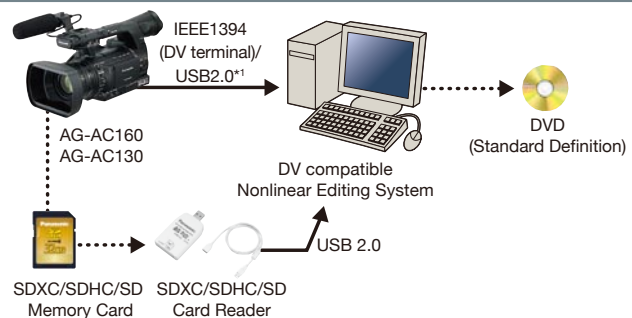 IEEE1394
(DV terminal)/
USB2.0*1
AG-AC160
AG-AC130
DV compatible
Nonlinear Editing System
DVD
(Standard Definition)
Panasonic
USB 2.0
SDXC/SDHC/SD
Memory Card
SDXC/SDHC/SD
Card Reader